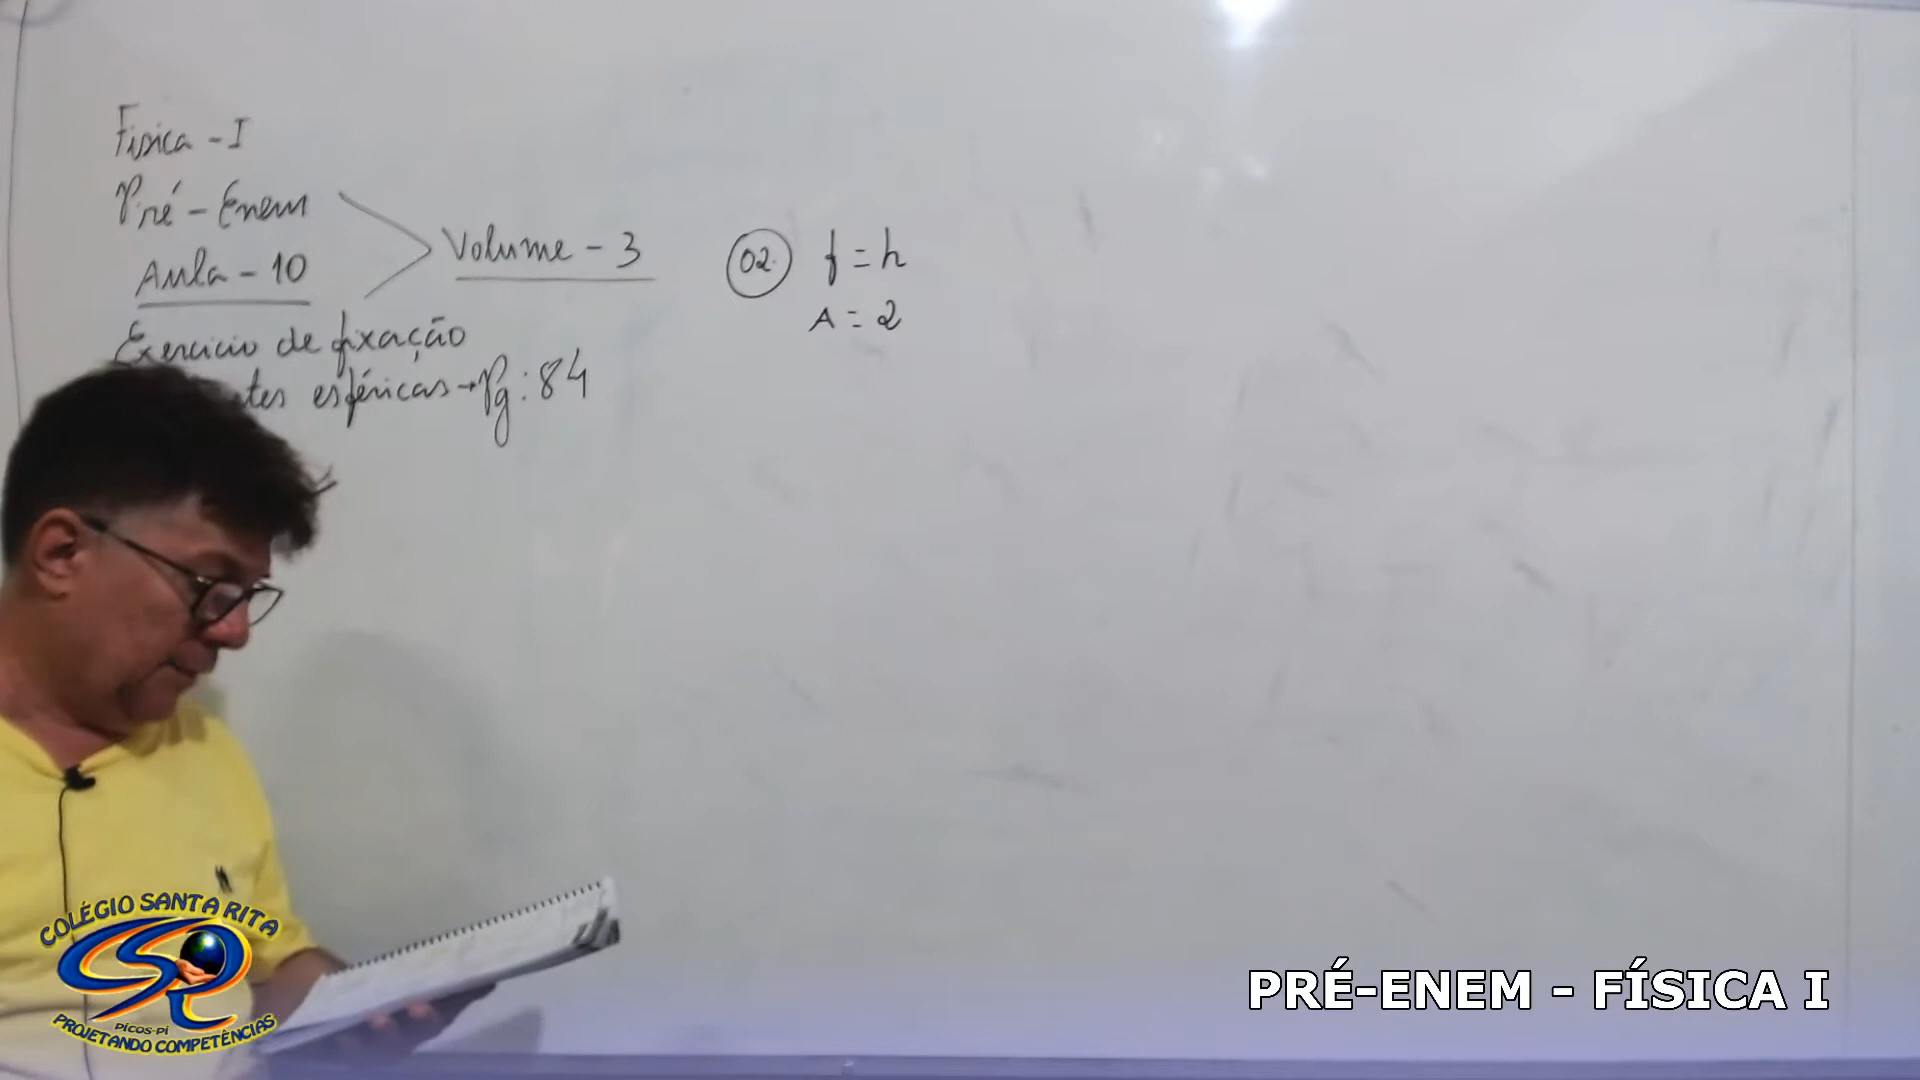 Física - I
Pré - Enem
Aula - 10
Volume - 3
Exercício de fixação
esféricas → Pg: 84
02. f = h
A = 2
COLÉGIO SANTA RITA
PICOS-PI
PROJETANDO COMPETÊNCIAS
PRÉ-ENEM - FÍSICA I